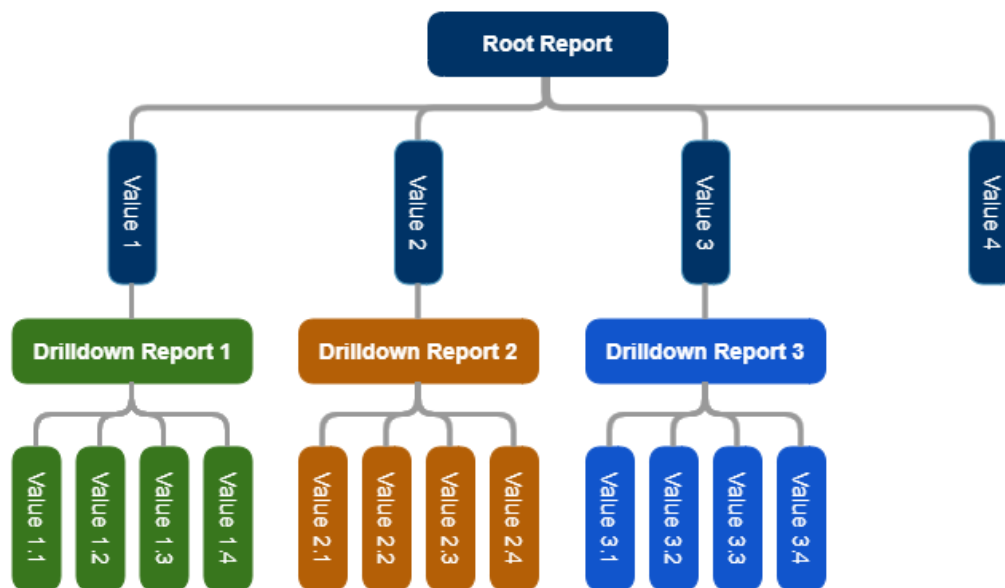 Root Report
Value 1
Value 2
Value 3
Value 4
Drilldown Report 1
Drilldown Report 2
Drilldown Report 3
Value 1.1
Value 1.2
Value 1.3
Value 1.4
Value 2.1
Value 2.2
Value 2.3
Value 2.4
Value 3.1
Value 3.2
Value 3.3
Value 3.4